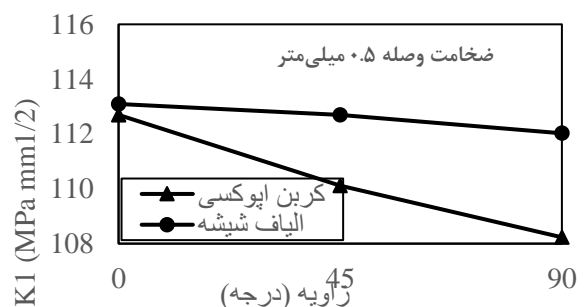 116
114
112
110
108
K1 (MPa mm1/2)
ضخامت وصله ۰.۵ میلی‌متر
کربن اپوکسی
الیاف شیشه
0
45
90
زاویه (درجه)